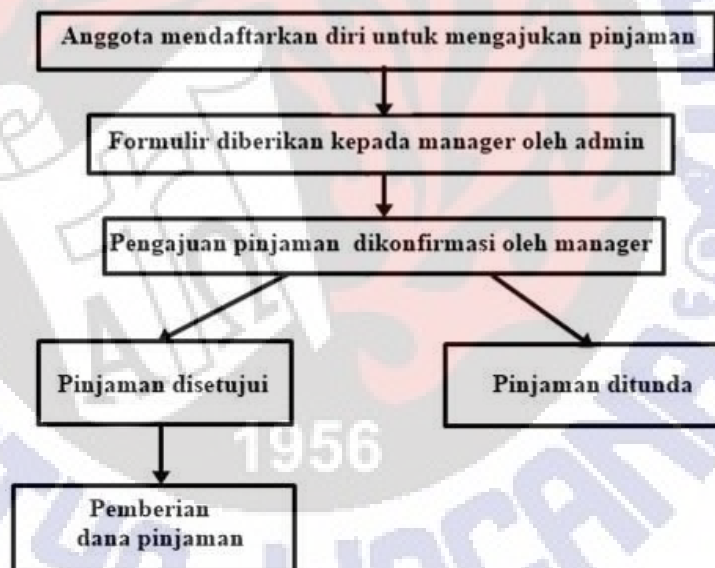 Anggota mendaftarkan diri untuk mengajukan pinjaman
Formulir diberikan kepada manager oleh admin
Pengajuan pinjaman dikonfirmasi oleh manager
Pinjaman disetujui
Pinjaman ditunda
1956
Pemberian
dana pinjaman